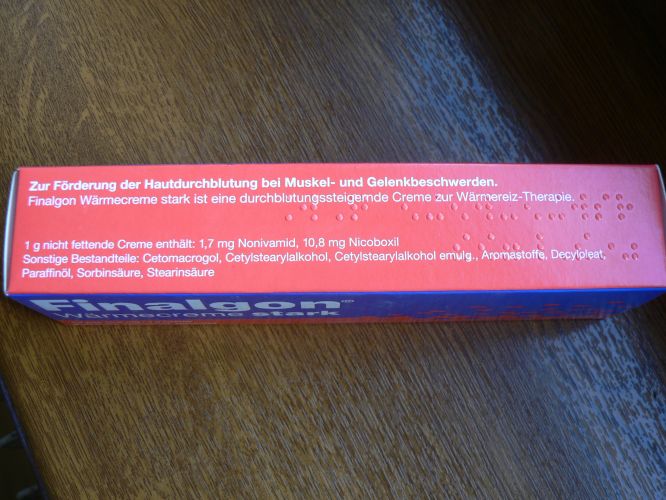 Zur Förderung der Hautdurchblutung bei Muskel- und Gelenkbeschwerden.
Finalgon Wärmecreme stark ist eine durchblutungssteigernde Creme zur Wärmereiz-Therapie.
1 g nicht fettende Creme enthält: 1,7 mg Nonivamid, 10,8 mg Nicoboxil
Sonstige Bestandteile: Cetomacrogol, Cetylstearylalkohol, Cetylstearylalkohol emulg., Aromastoffe, Decyloleat,
Paraffinöl, Sorbinsäure, Stearinsäure
Finalgon®
Wärmecreme stark